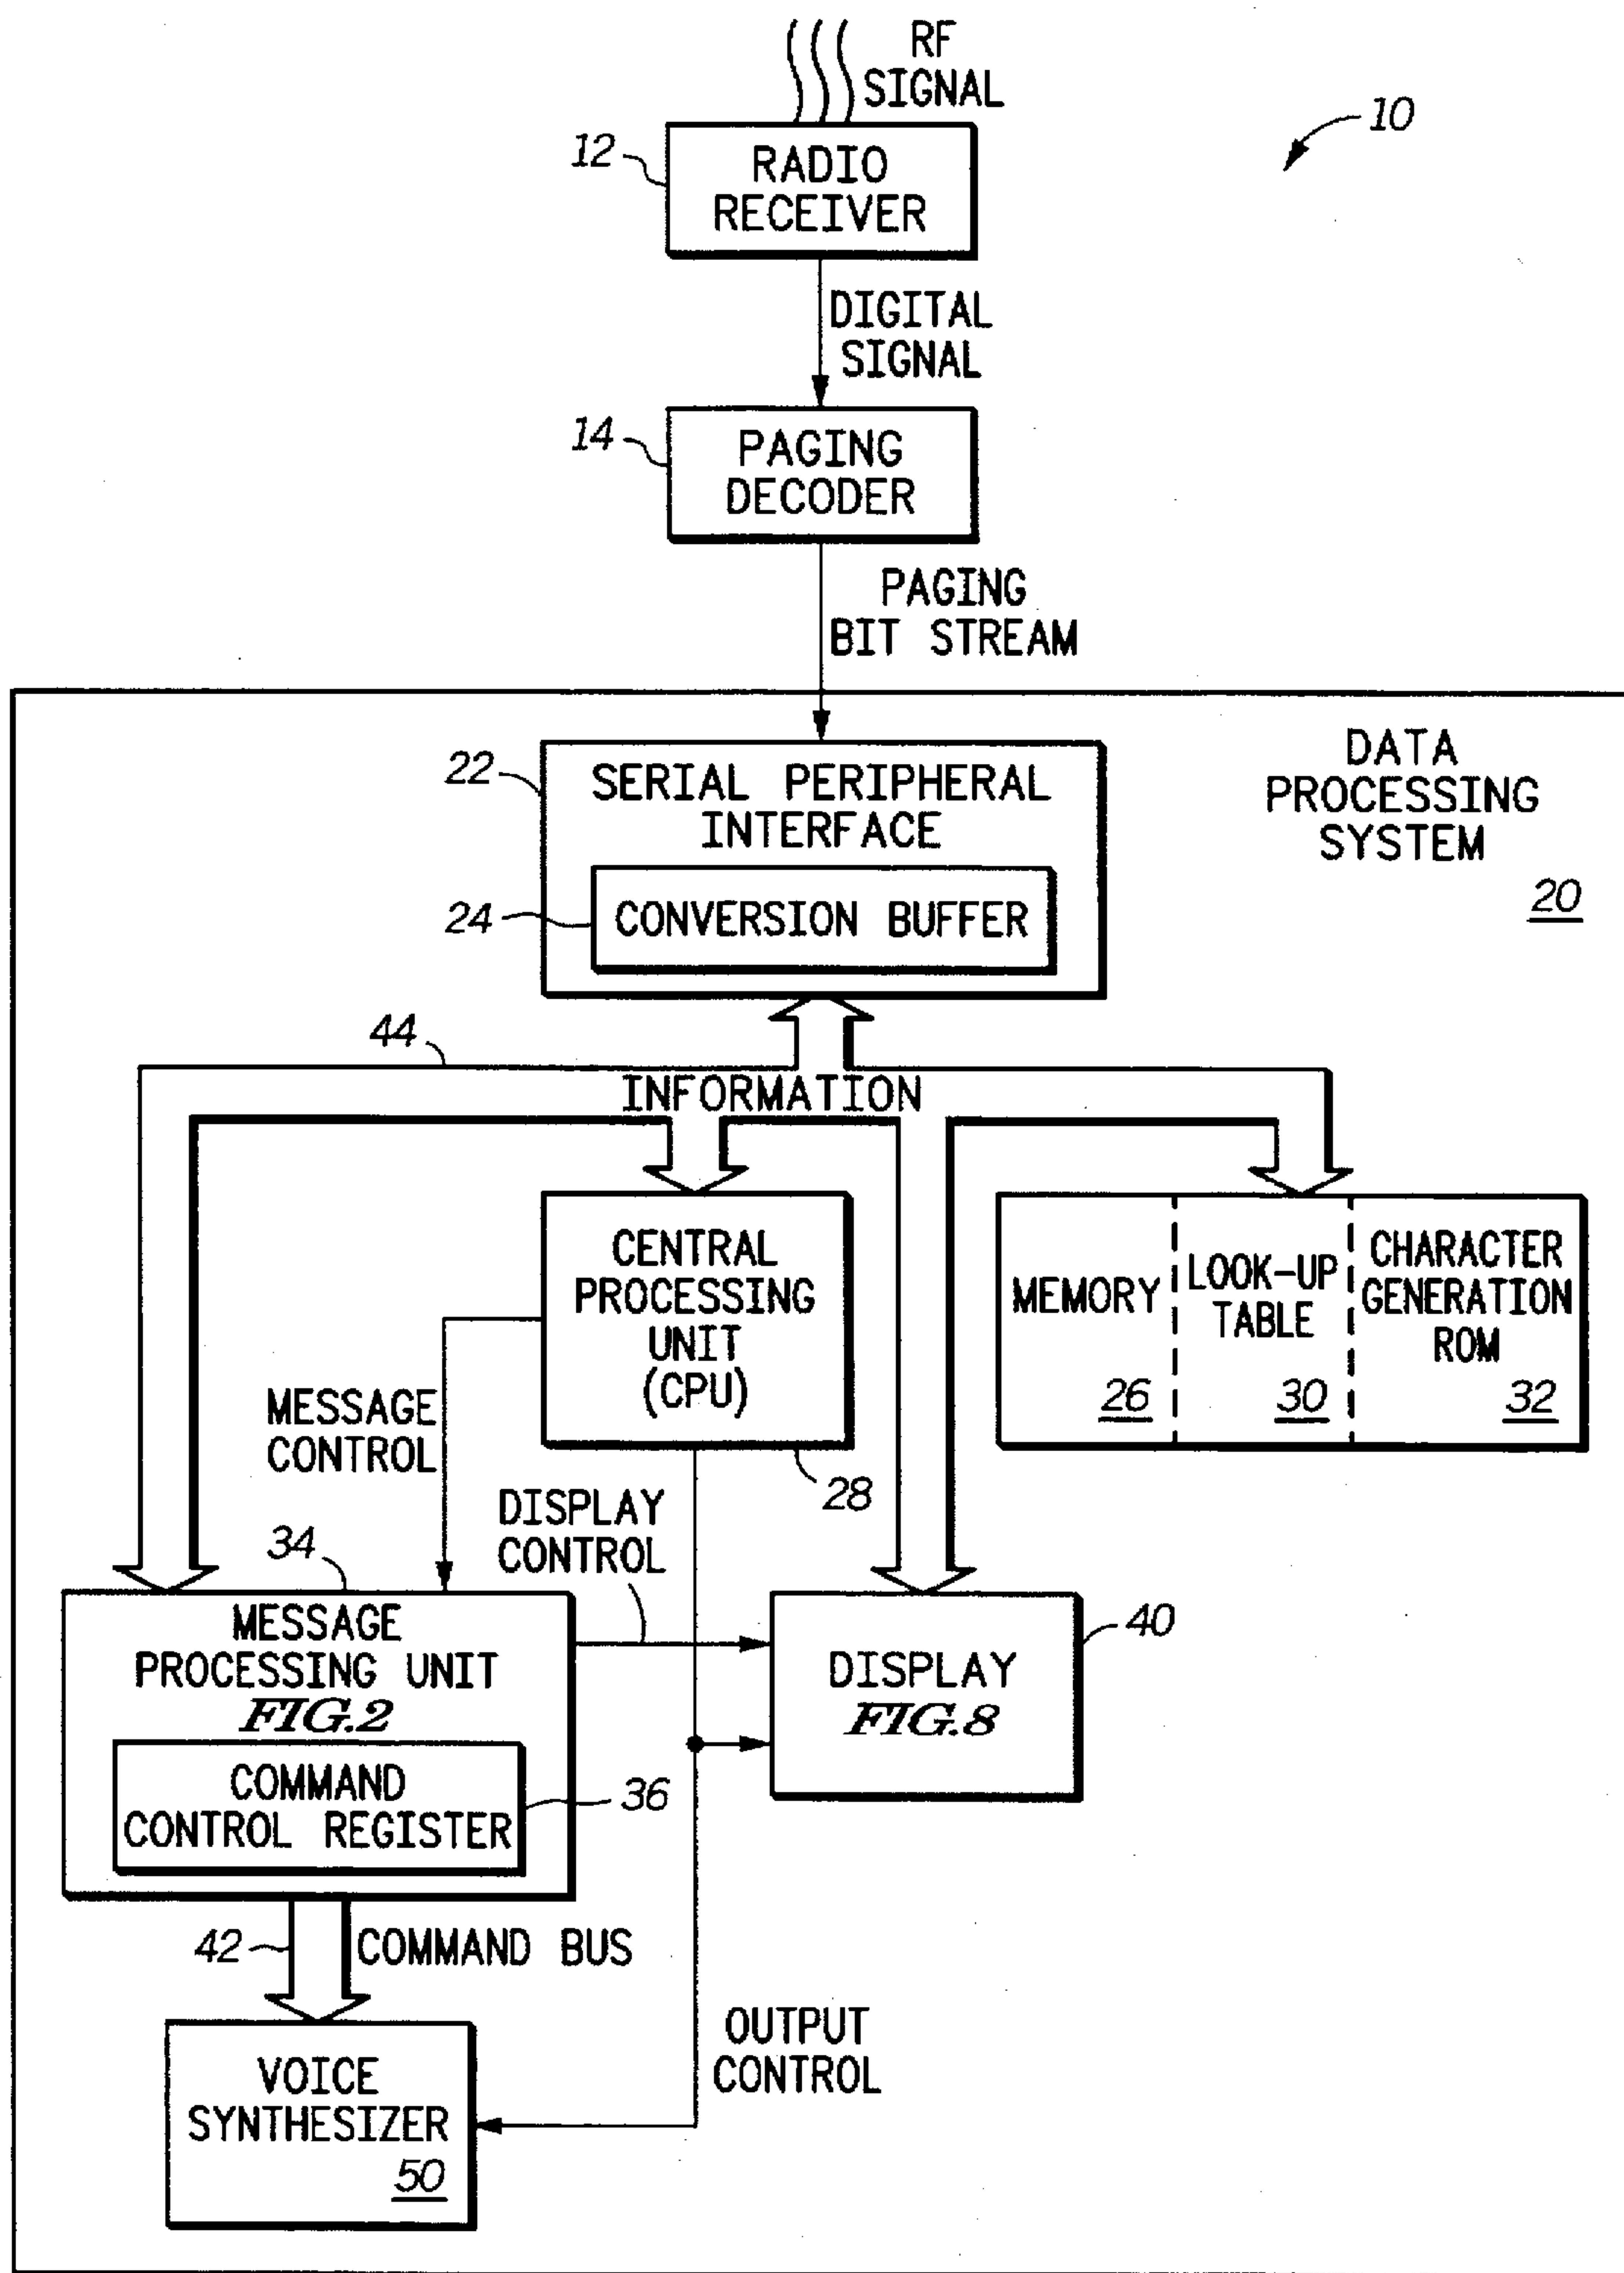 RF
SIGNAL
10
12
RADIO
RECEIVER
DIGITAL
SIGNAL
14
PAGING
DECODER
PAGING
BIT STREAM
DATA
PROCESSING
SYSTEM
20
22
SERIAL PERIPHERAL
INTERFACE
24
CONVERSION BUFFER
44
INFORMATION
CENTRAL
PROCESSING
UNIT
(CPU)
28
MEMORY
26
LOOK-UP
TABLE
30
CHARACTER
GENERATION
ROM
32
MESSAGE
CONTROL
DISPLAY
CONTROL
34
MESSAGE
PROCESSING UNIT
FIG.2
COMMAND
CONTROL REGISTER
36
DISPLAY
FIG.8
40
42
COMMAND BUS
OUTPUT
CONTROL
VOICE
SYNTHESIZER
50